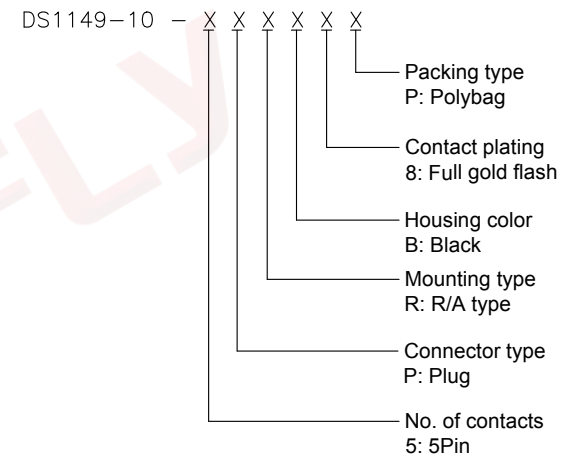 DS1149-10 - X X X X X X
Packing type
P: Polybag
Contact plating
8: Full gold flash
Housing color
B: Black
Mounting type
R: R/A type
Connector type
P: Plug
No. of contacts
5: 5Pin